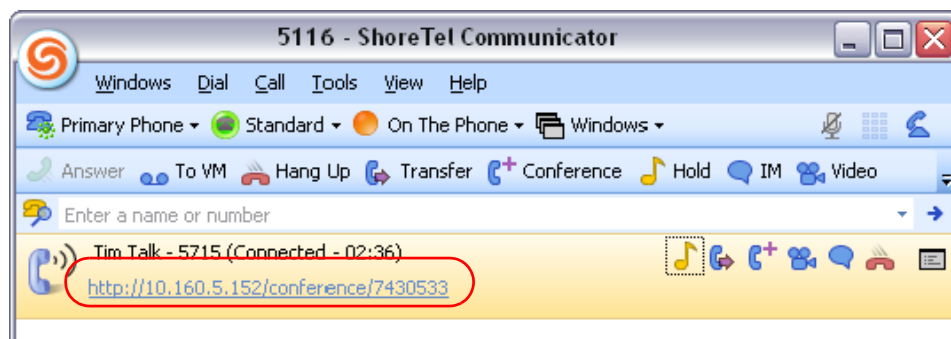 5116 - ShoreTel Communicator
Windows Dial Call Tools View Help
Primary Phone Standard On The Phone Windows
Answer To VM Hang Up Transfer Conference Hold IM Video
Enter a name or number
Tim Talk - 5715 (Connected - 02:36)
http://10.160.5.152/conference/7430533